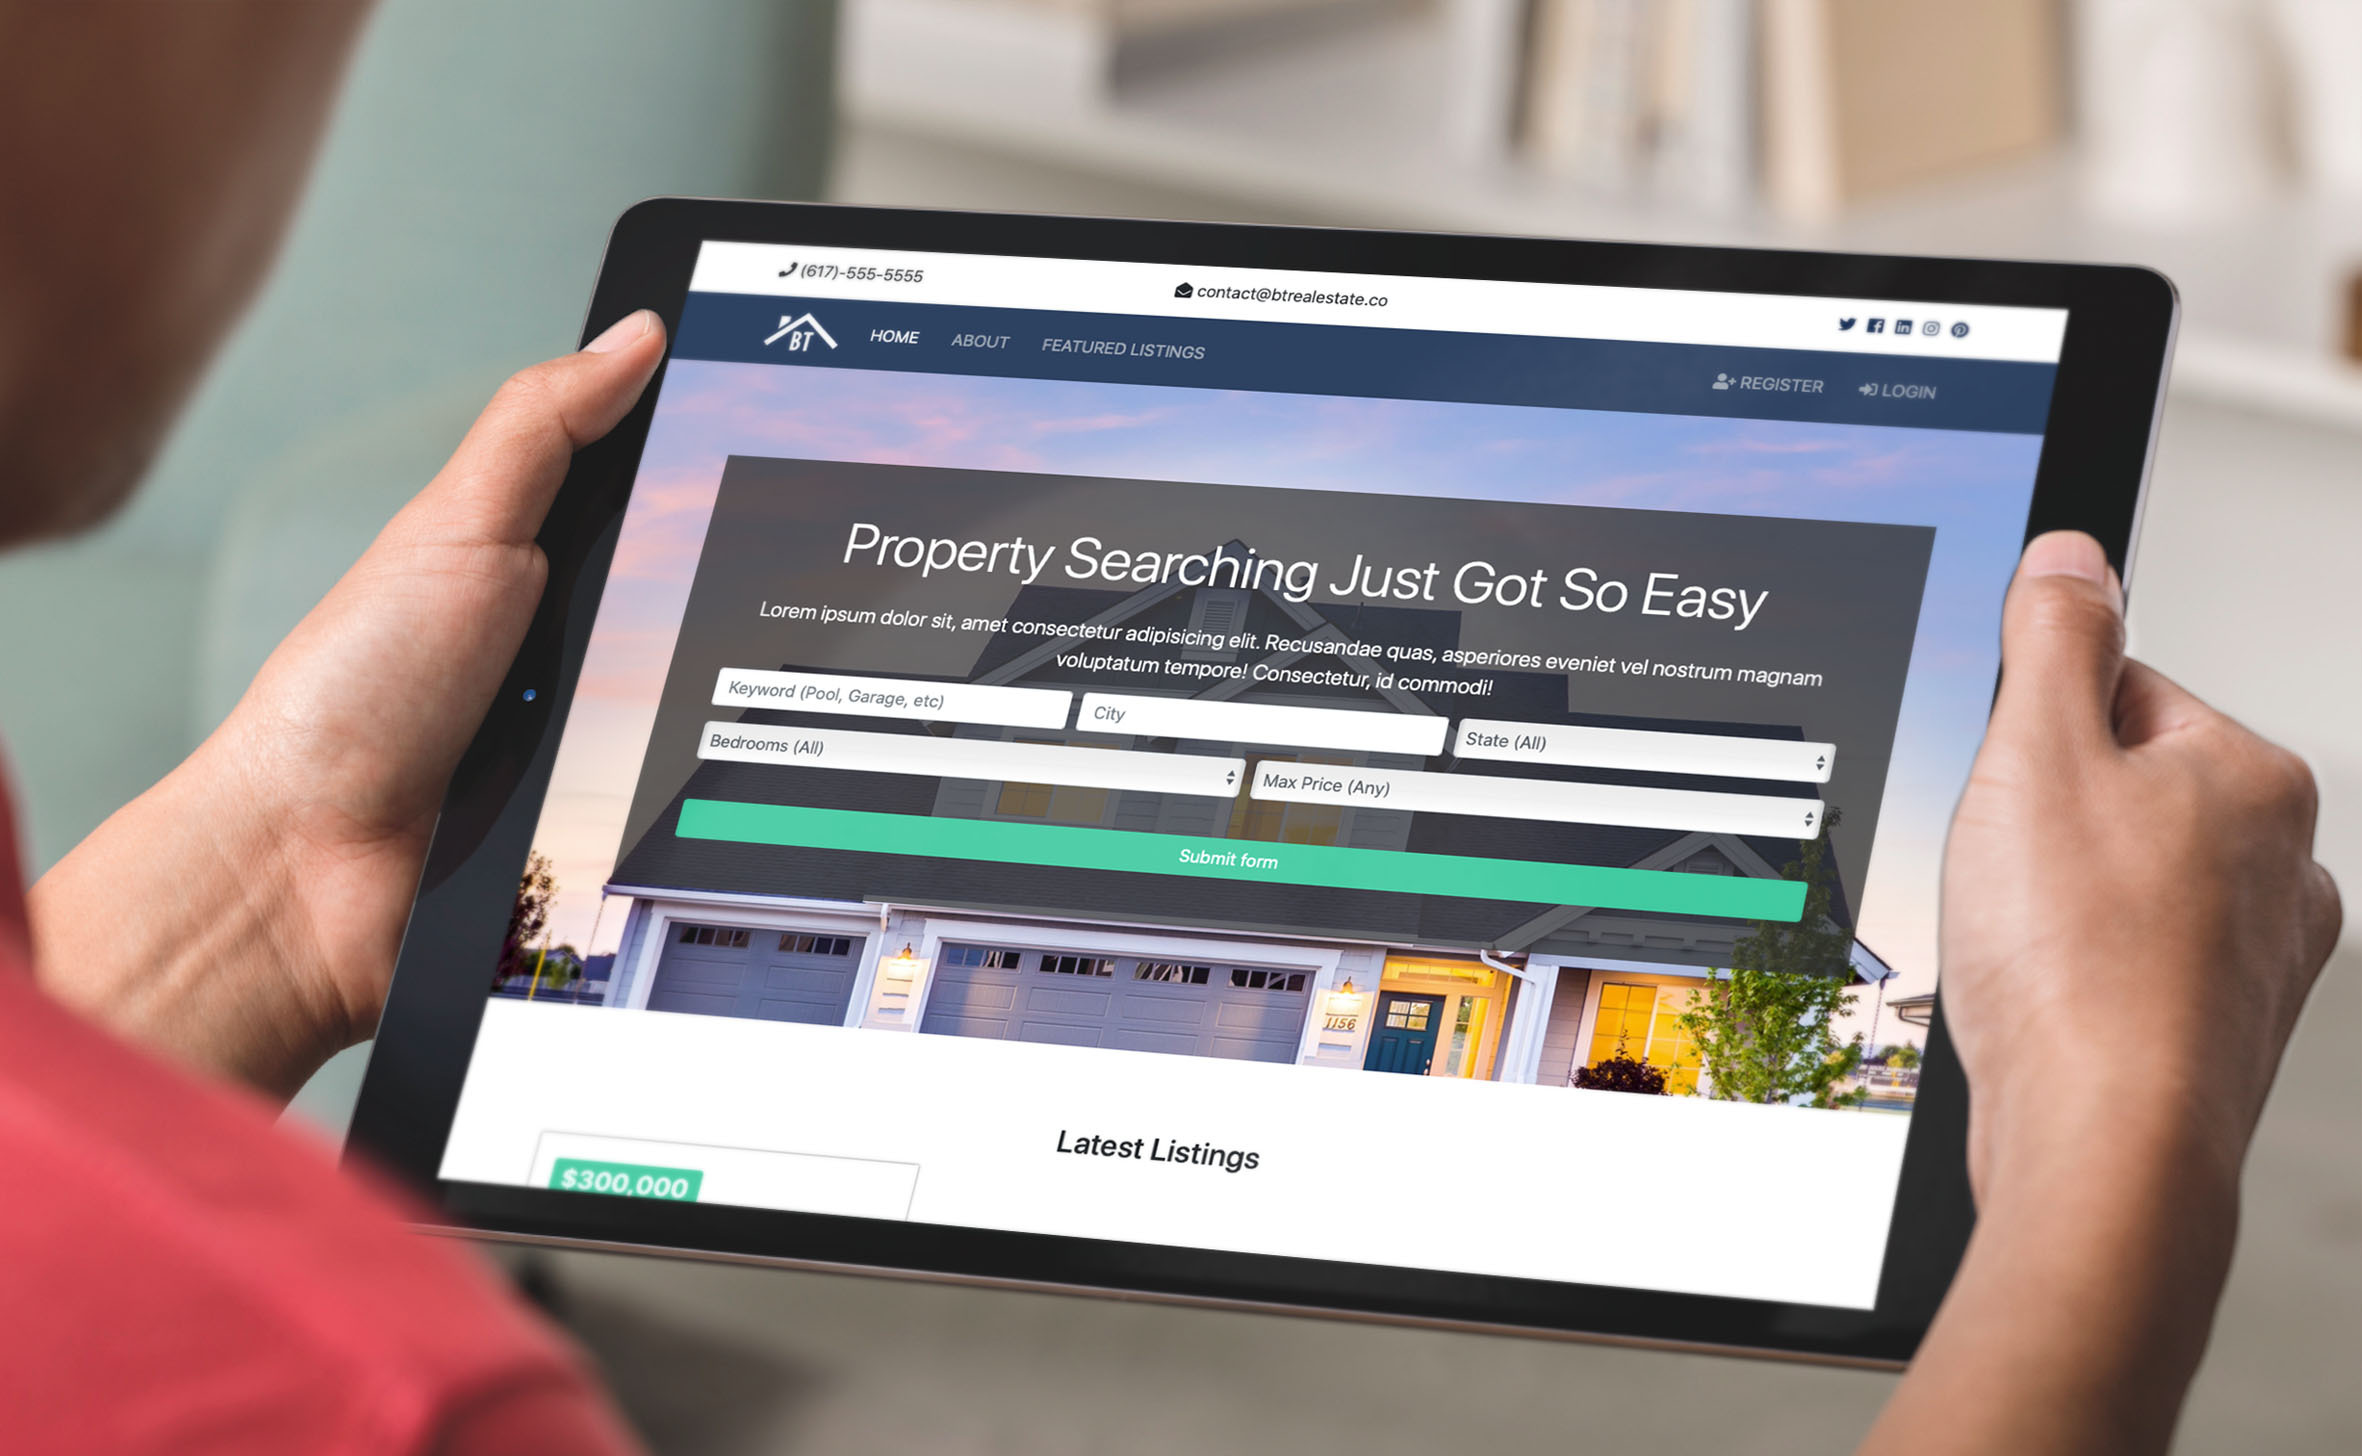 (617)-555-5555
contact@btrealestate.co
BT
HOME
ABOUT
FEATURED LISTINGS
REGISTER
LOGIN
Property Searching Just Got So Easy
Lorem ipsum dolor sit, amet consectetur adipisicing elit. Recusandae quas, asperiores eveniet vel nostrum magnam
voluptatum tempore! Consectetur, id commodi!
Keyword (Pool, Garage, etc)
City
State (All)
Bedrooms (All)
Max Price (Any)
Submit form
1156
Latest Listings
$300,000